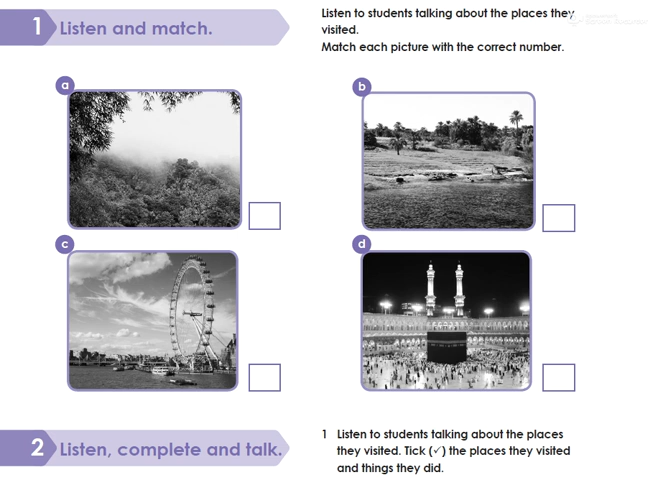 1 Listen and match.
Listen to students talking about the places they
visited.
Match each picture with the correct number.
a
b
c
d
2 Listen, complete and talk.
1 Listen to students talking about the places
they visited. Tick (✓) the places they visited
and things they did.